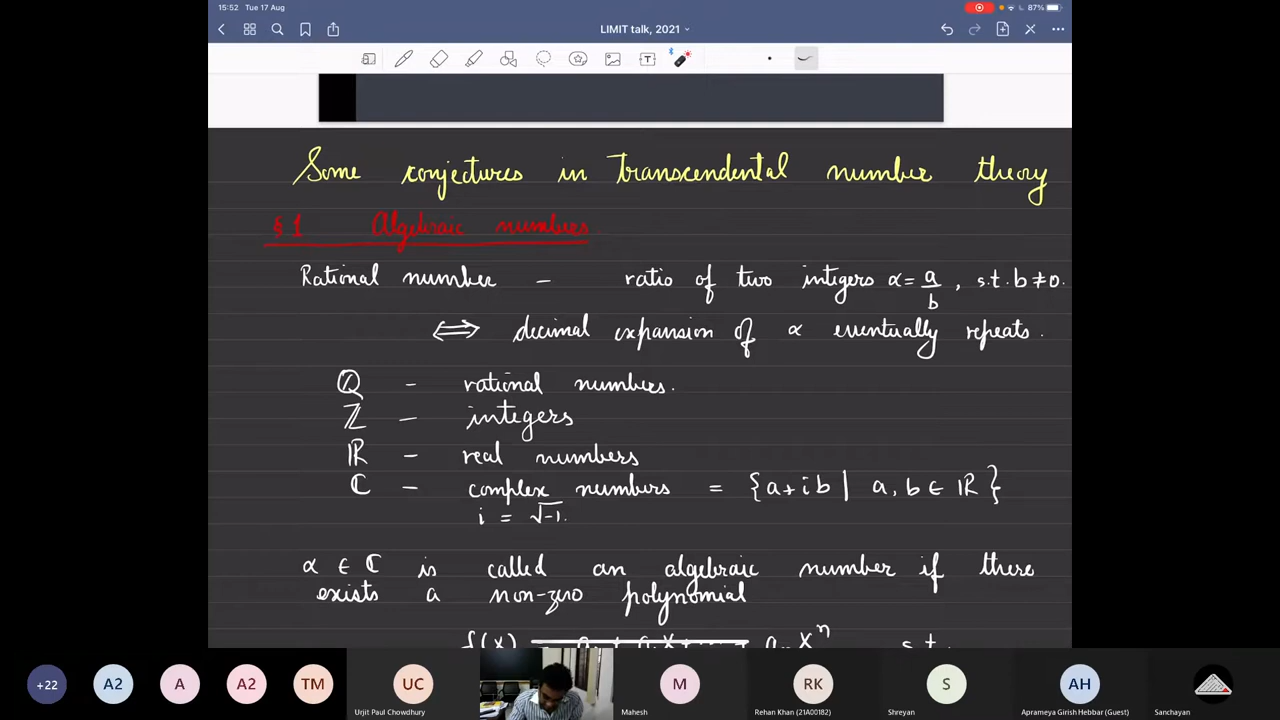 15:52 Tue 17 Aug
87%
LIMIT talk, 2021
Some conjectures in Transcendental number theory
§ 1 Algebraic numbers
Rational number — ratio of two integers α = a/b, s.t. b ≠ 0.
⟺ decimal expansion of α eventually repeats.
ℚ - rational numbers.
ℤ - integers
ℝ - real numbers
ℂ - complex numbers = {a+ib | a, b ∈ ℝ}
i = √-1.
α ∈ ℂ is called an algebraic number if there
exists a non-zero polynomial
+22 A2 A A2 TM UC M RK S AH
Urjit Paul Chowdhury Mahesh Rehan Khan (21A00182) Shreyan Aprameya Girish Hebbar (Guest) Sanchayan